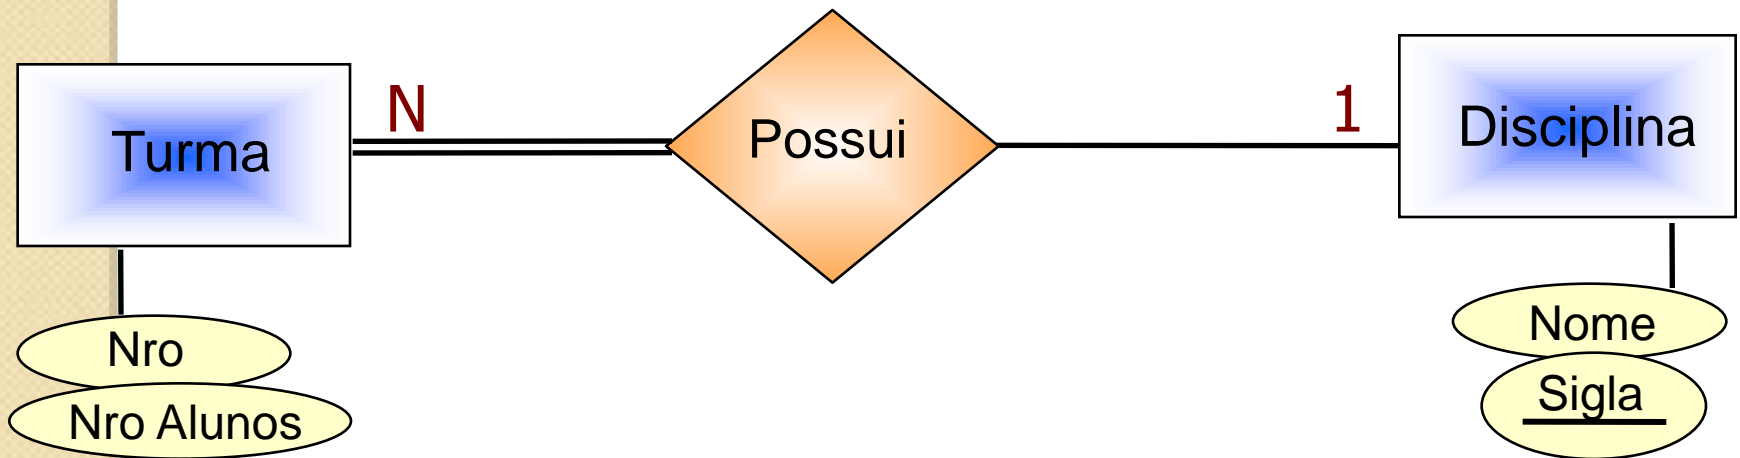 Turma
N
Possui
1
Disciplina
Nro
Nro Alunos
Nome
Sigla